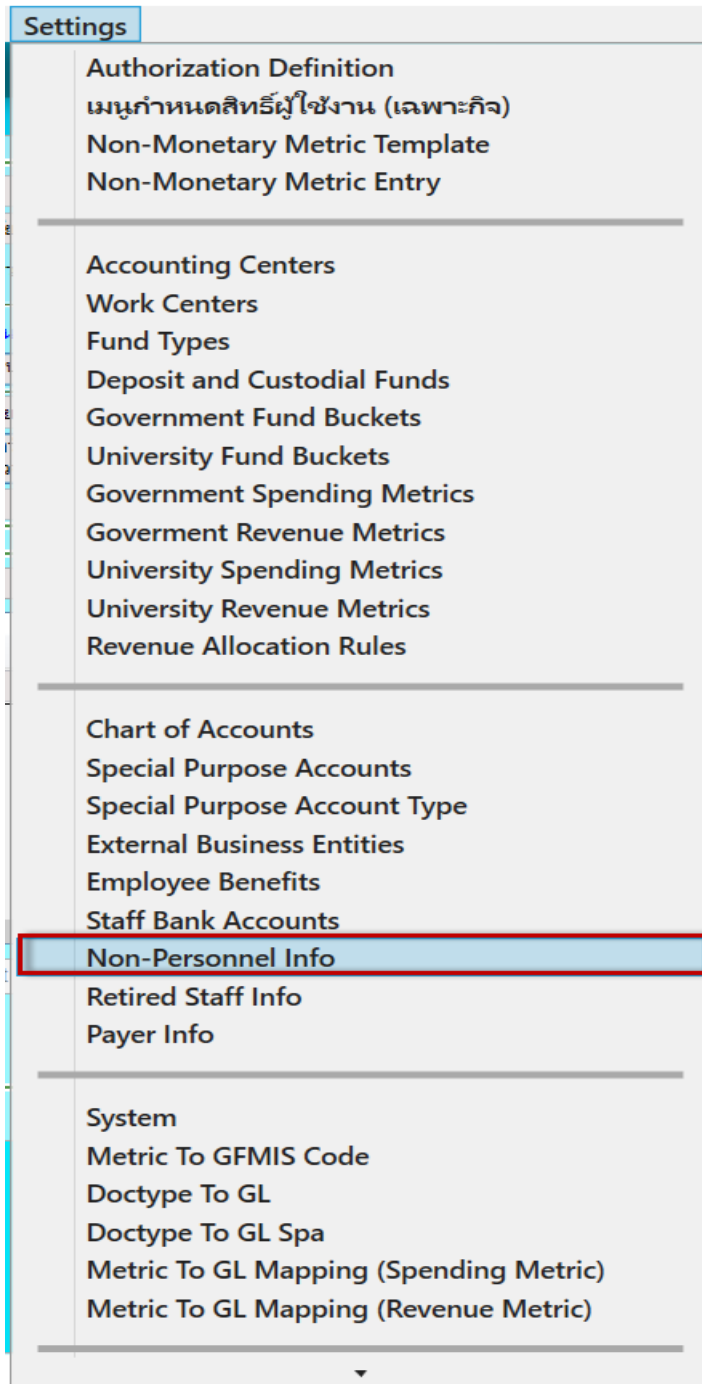 Settings
Authorization Definition
เมนูกำหนดสิทธิ์ผู้ใช้งาน (เฉพาะกิจ)
Non-Monetary Metric Template
Non-Monetary Metric Entry
Accounting Centers
Work Centers
Fund Types
Deposit and Custodial Funds
Government Fund Buckets
University Fund Buckets
Government Spending Metrics
Goverment Revenue Metrics
University Spending Metrics
University Revenue Metrics
Revenue Allocation Rules
Chart of Accounts
Special Purpose Accounts
Special Purpose Account Type
External Business Entities
Employee Benefits
Staff Bank Accounts
Non-Personnel Info
Retired Staff Info
Payer Info
System
Metric To GFMIS Code
Doctype To GL
Doctype To GL Spa
Metric To GL Mapping (Spending Metric)
Metric To GL Mapping (Revenue Metric)